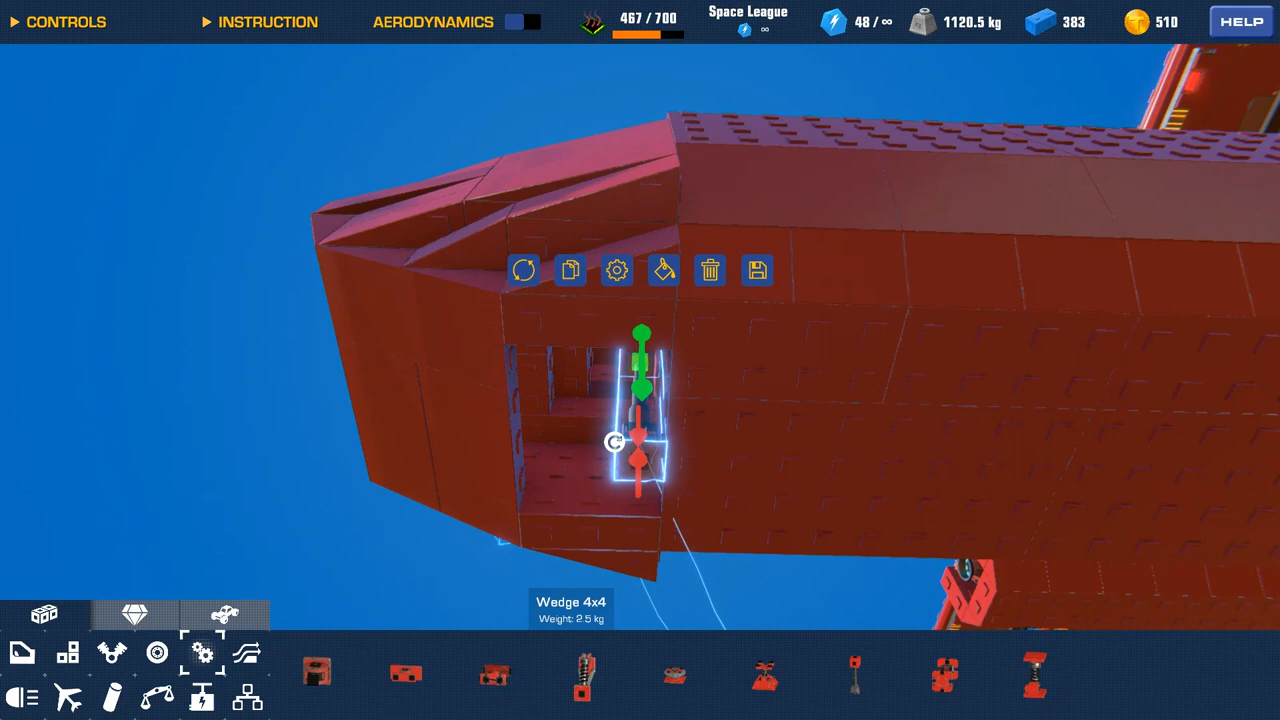 CONTROLS
INSTRUCTION
AERODYNAMICS
467 / 700
Space League
∞
48 / ∞
1120.5 kg
383
510
HELP
Wedge 4x4
Weight: 2.5 kg